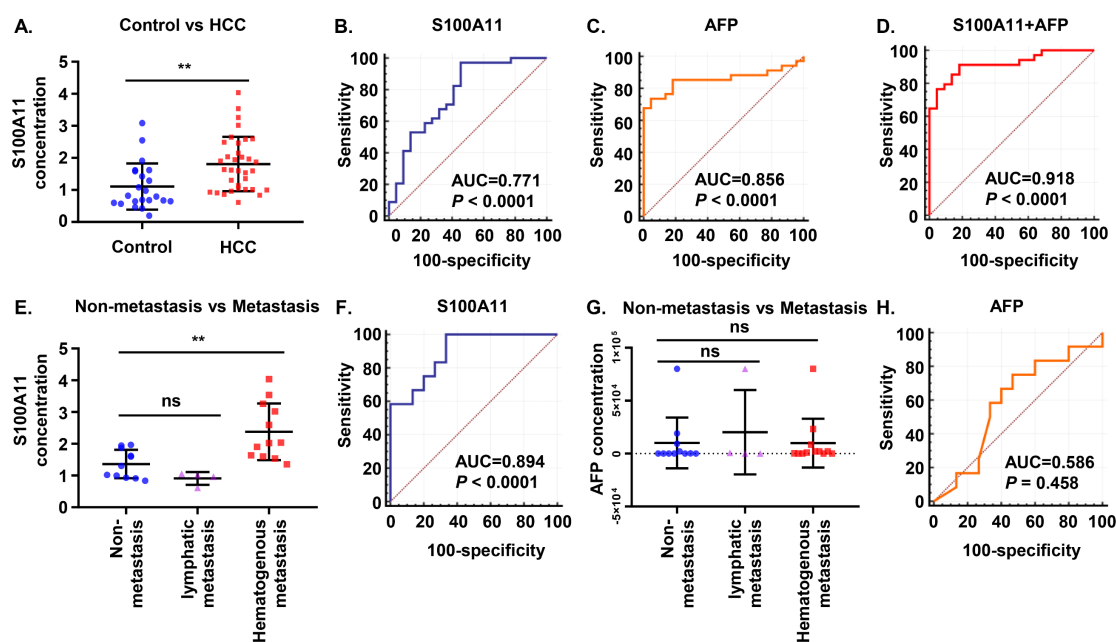 A.
Control vs HCC
**
S100A11
concentration
5
4
3
2
1
0
Control
HCC
B.
S100A11
Sensitivity
100
80
60
40
20
0
AUC=0.771
P < 0.0001
0 20 40 60 80 100
100-specificity
C.
AFP
Sensitivity
100
80
60
40
20
0
AUC=0.856
P < 0.0001
0 20 40 60 80 100
100-specificity
D.
S100A11+AFP
Sensitivity
100
80
60
40
20
0
AUC=0.918
P < 0.0001
0 20 40 60 80 100
100-specificity
E.
Non-metastasis vs Metastasis
**
ns
S100A11
concentration
5
4
3
2
1
0
Non-
metastasis
lymphatic
metastasis
Hematogenous
metastasis
F.
S100A11
Sensitivity
100
80
60
40
20
0
AUC=0.894
P < 0.0001
0 20 40 60 80 100
100-specificity
G.
Non-metastasis vs Metastasis
ns
ns
AFP concentration
1×10⁵
5×10⁴
0
-5×10⁴
Non-
metastasis
lymphatic
metastasis
Hematogenous
metastasis
H.
AFP
Sensitivity
100
80
60
40
20
0
AUC=0.586
P = 0.458
0 20 40 60 80 100
100-specificity